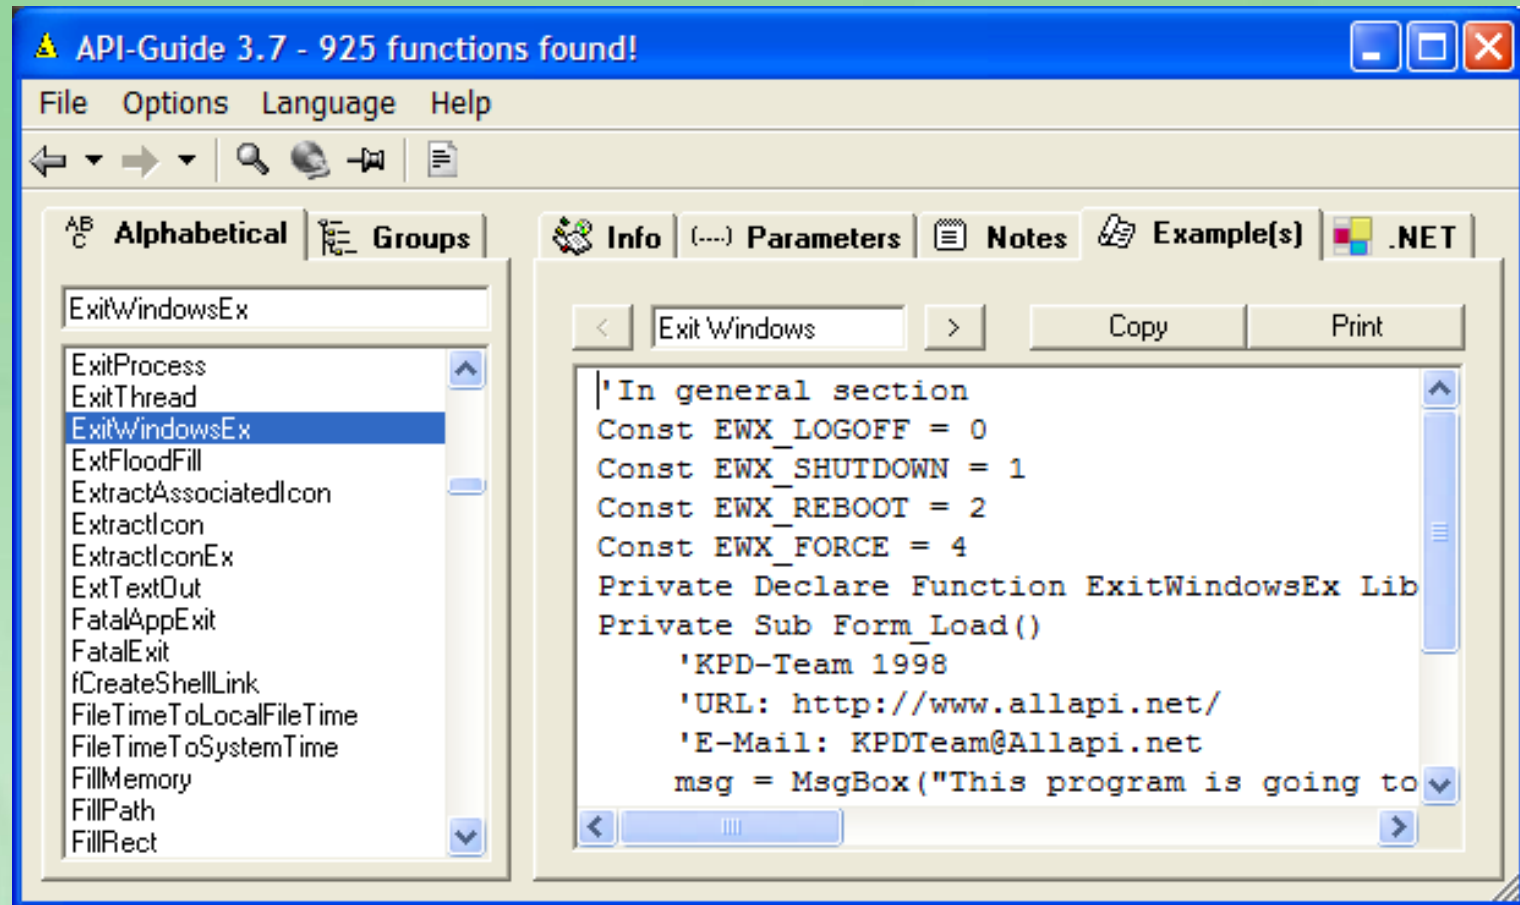 API-Guide 3.7 - 925 functions found!
File Options Language Help
ABC Alphabetical Groups
Info (....) Parameters Notes Example(s) .NET
ExitWindowsEx
ExitProcess
ExitThread
ExitWindowsEx
ExtFloodFill
ExtractAssociatedIcon
ExtractIcon
ExtractIconEx
ExtTextOut
FatalAppExit
FatalExit
fCreateShellLink
FileTimeToLocalFileTime
FileTimeToSystemTime
FillMemory
FillPath
FillRect
< Exit Windows > Copy Print
'In general section
Const EWX_LOGOFF = 0
Const EWX_SHUTDOWN = 1
Const EWX_REBOOT = 2
Const EWX_FORCE = 4
Private Declare Function ExitWindowsEx Lib
Private Sub Form_Load()
'KPD-Team 1998
'URL: http://www.allapi.net/
'E-Mail: KPDTeam@Allapi.net
msg = MsgBox("This program is going to